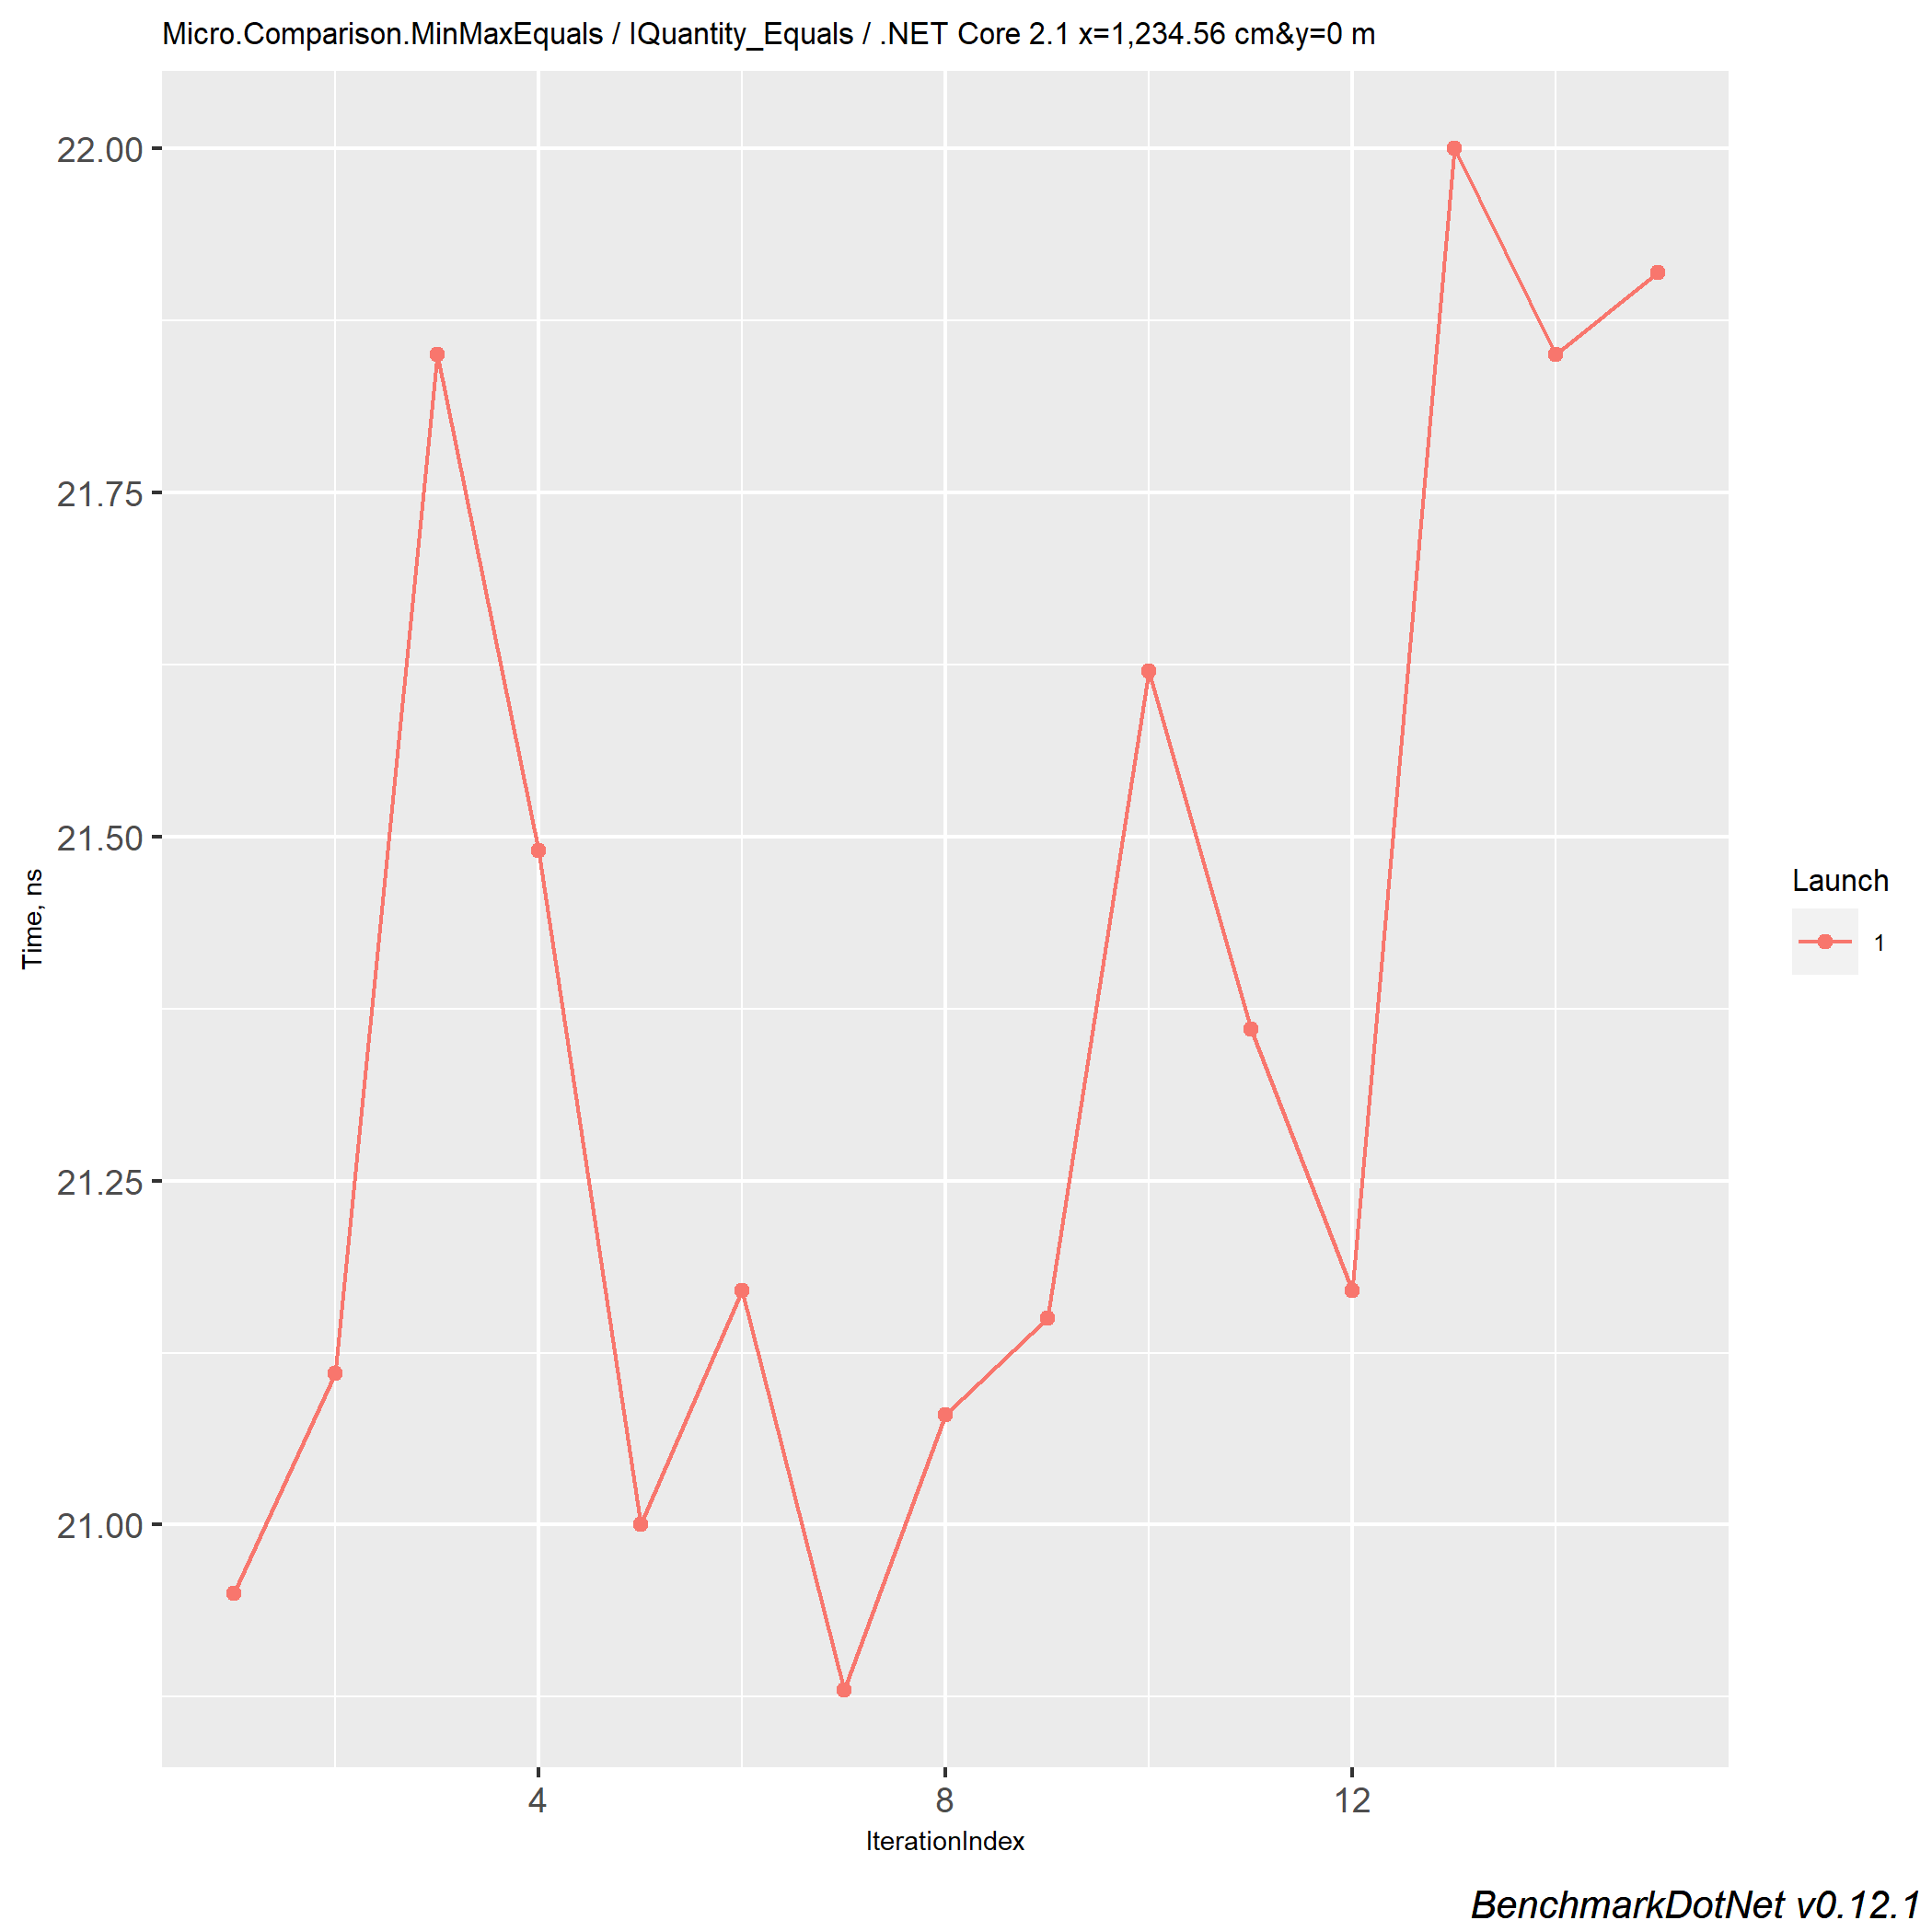 Micro.Comparison.MinMaxEquals / IQuantity_Equals / .NET Core 2.1 x=1,234.56 cm&y=0 m
22.00
21.75
21.50
21.25
21.00
Time, ns
4 8 12
IterationIndex
Launch
1
BenchmarkDotNet v0.12.1